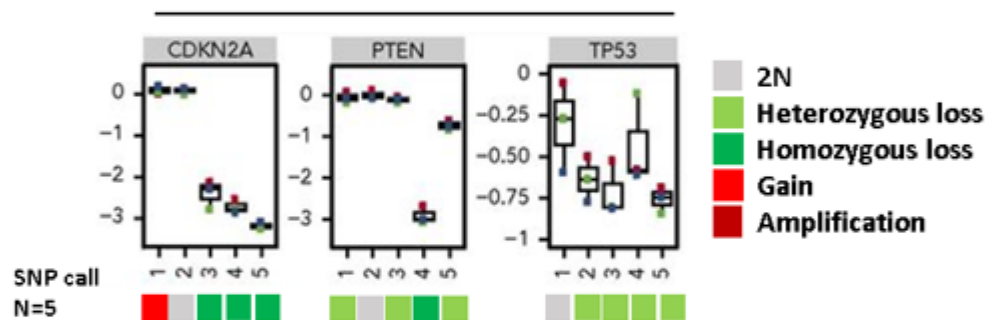 CDKN2A PTEN TP53
0 0 0
−1 −1 −0.25
−2 −2 −0.50
−3 −3 −0.75
−1
1 2 3 4 5 1 2 3 4 5 1 2 3 4 5
2N
Heterozygous loss
Homozygous loss
Gain
Amplification
SNP call
N=5